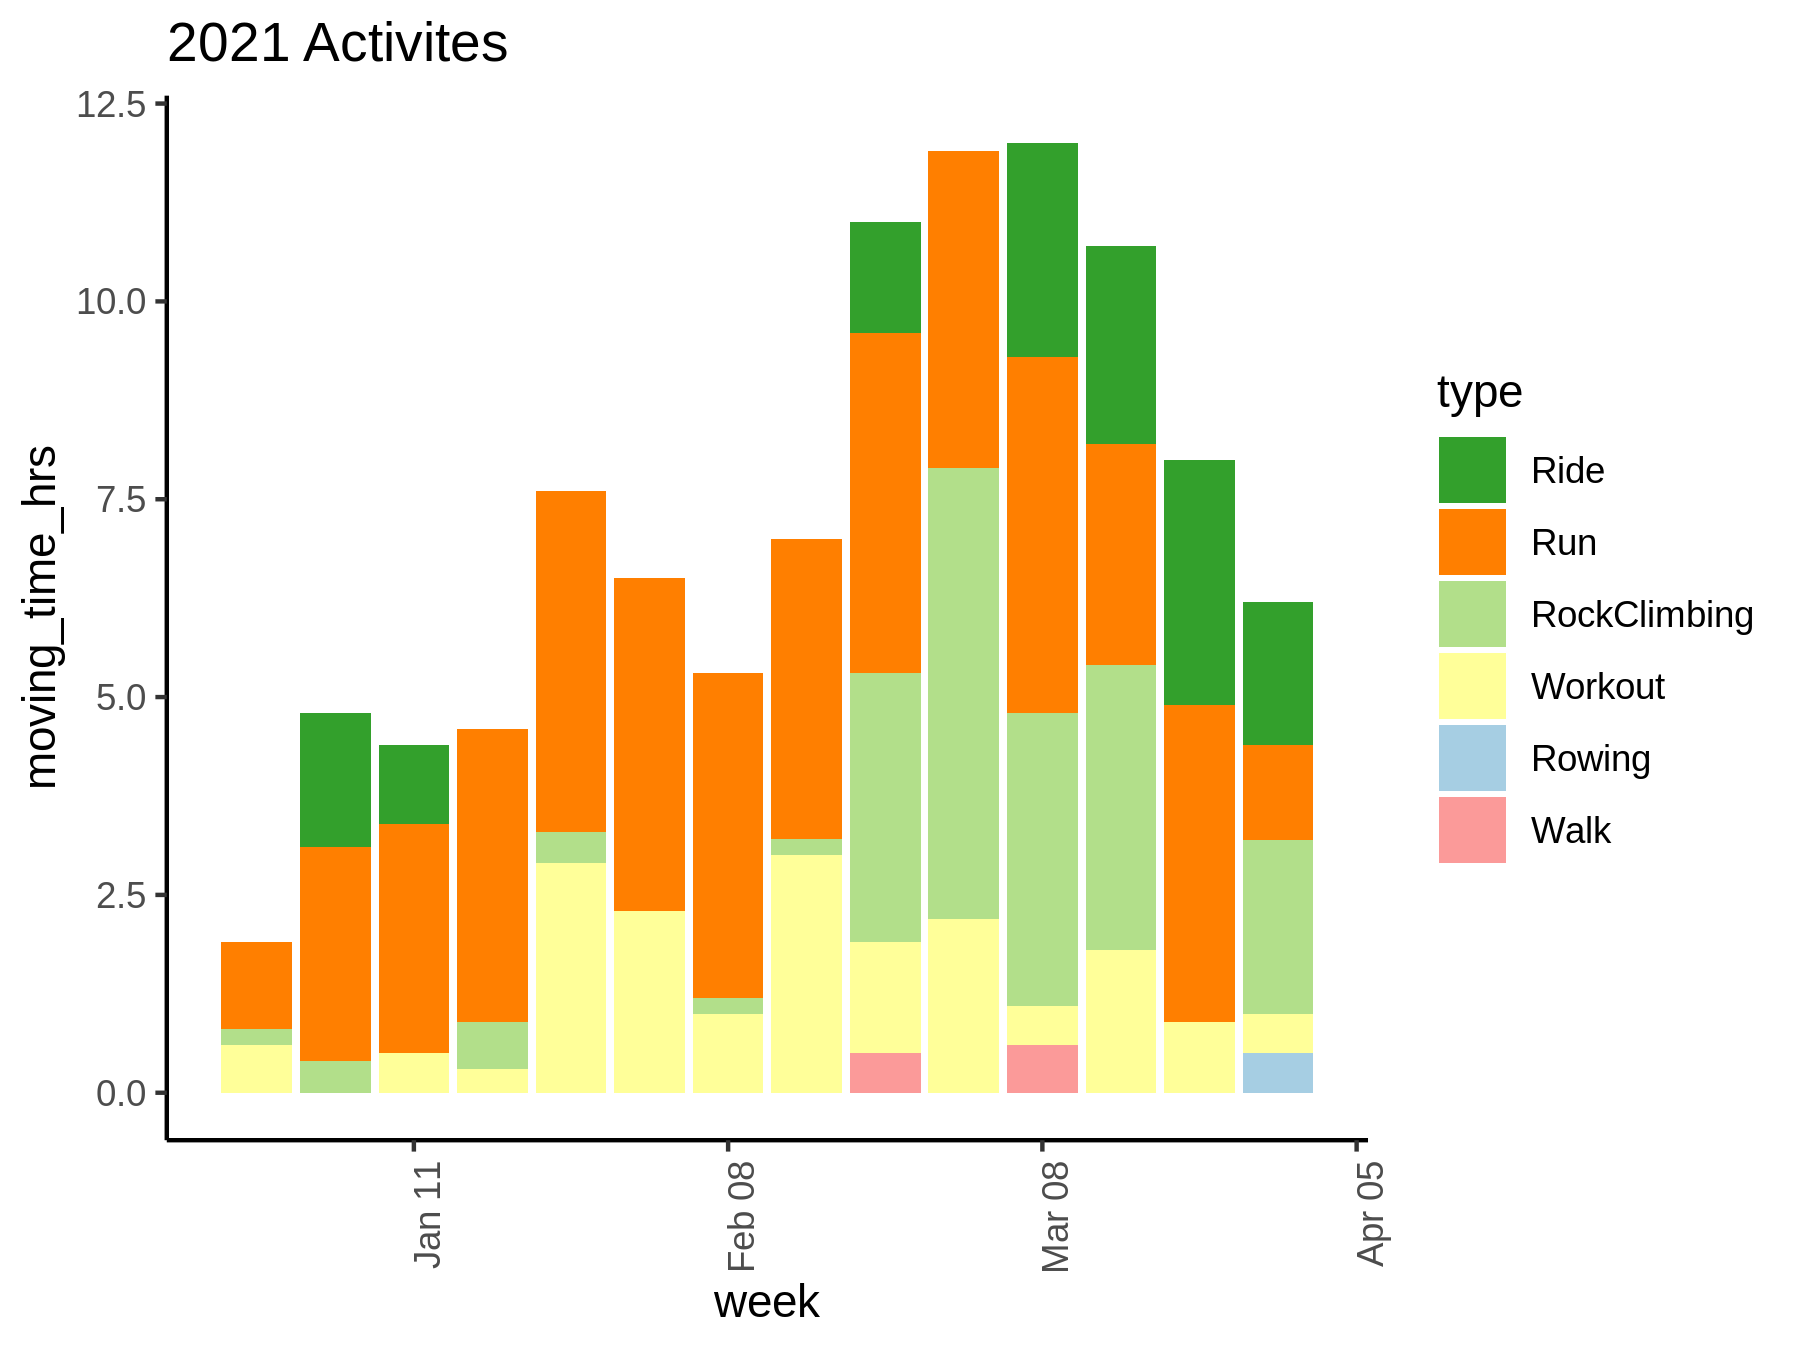 2021 Activites
moving_time_hrs
12.5
10.0
7.5
5.0
2.5
0.0
Jan 11
Feb 08
Mar 08
Apr 05
week
type
Ride
Run
RockClimbing
Workout
Rowing
Walk